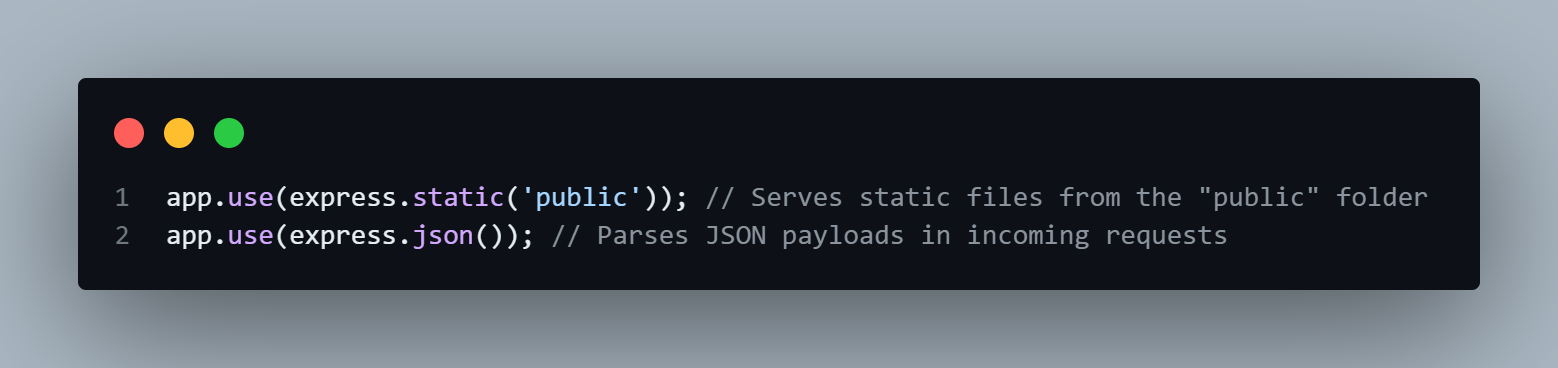 1 app.use(express.static('public')); // Serves static files from the "public" folder
2 app.use(express.json()); // Parses JSON payloads in incoming requests